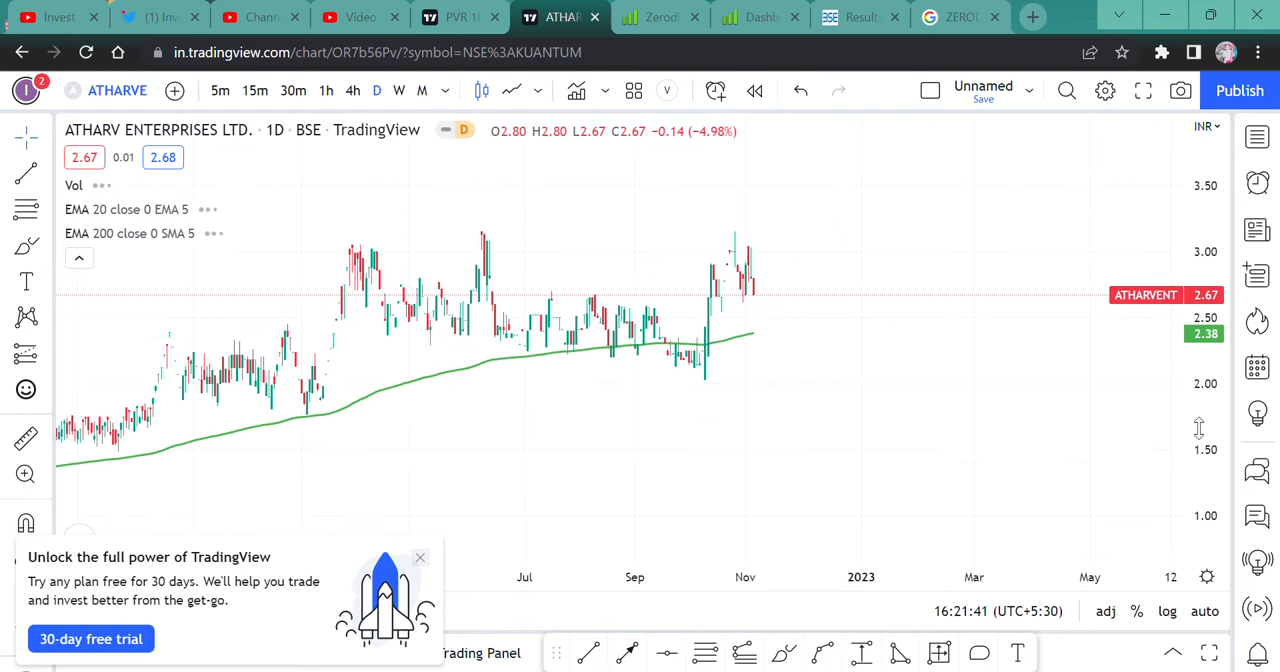 Invest
(1) Inv
Chann
Video
PVR 18
ATHAR
Zerodl
Dashb
BSE Result
ZEROD
in.tradingview.com/chart/OR7b56Pv/?symbol=NSE%3AKUANTUM
I 2 A ATHARVE 5m 15m 30m 1h 4h D W M V Unnamed Save Publish
ATHARV ENTERPRISES LTD. · 1D · BSE · TradingView D O2.80 H2.80 L2.67 C2.67 −0.14 (−4.98%) INR
2.67 0.01 2.68
Vol
EMA 20 close 0 EMA 5
EMA 200 close 0 SMA 5
3.50
3.00
ATHARVENT 2.67
2.50
2.38
2.00
1.50
1.00
Jul Sep Nov 2023 Mar May 12
Unlock the full power of TradingView
Try any plan free for 30 days. We'll help you trade
and invest better from the get-go.
30-day free trial
16:21:41 (UTC+5:30) adj % log auto
rading Panel
T